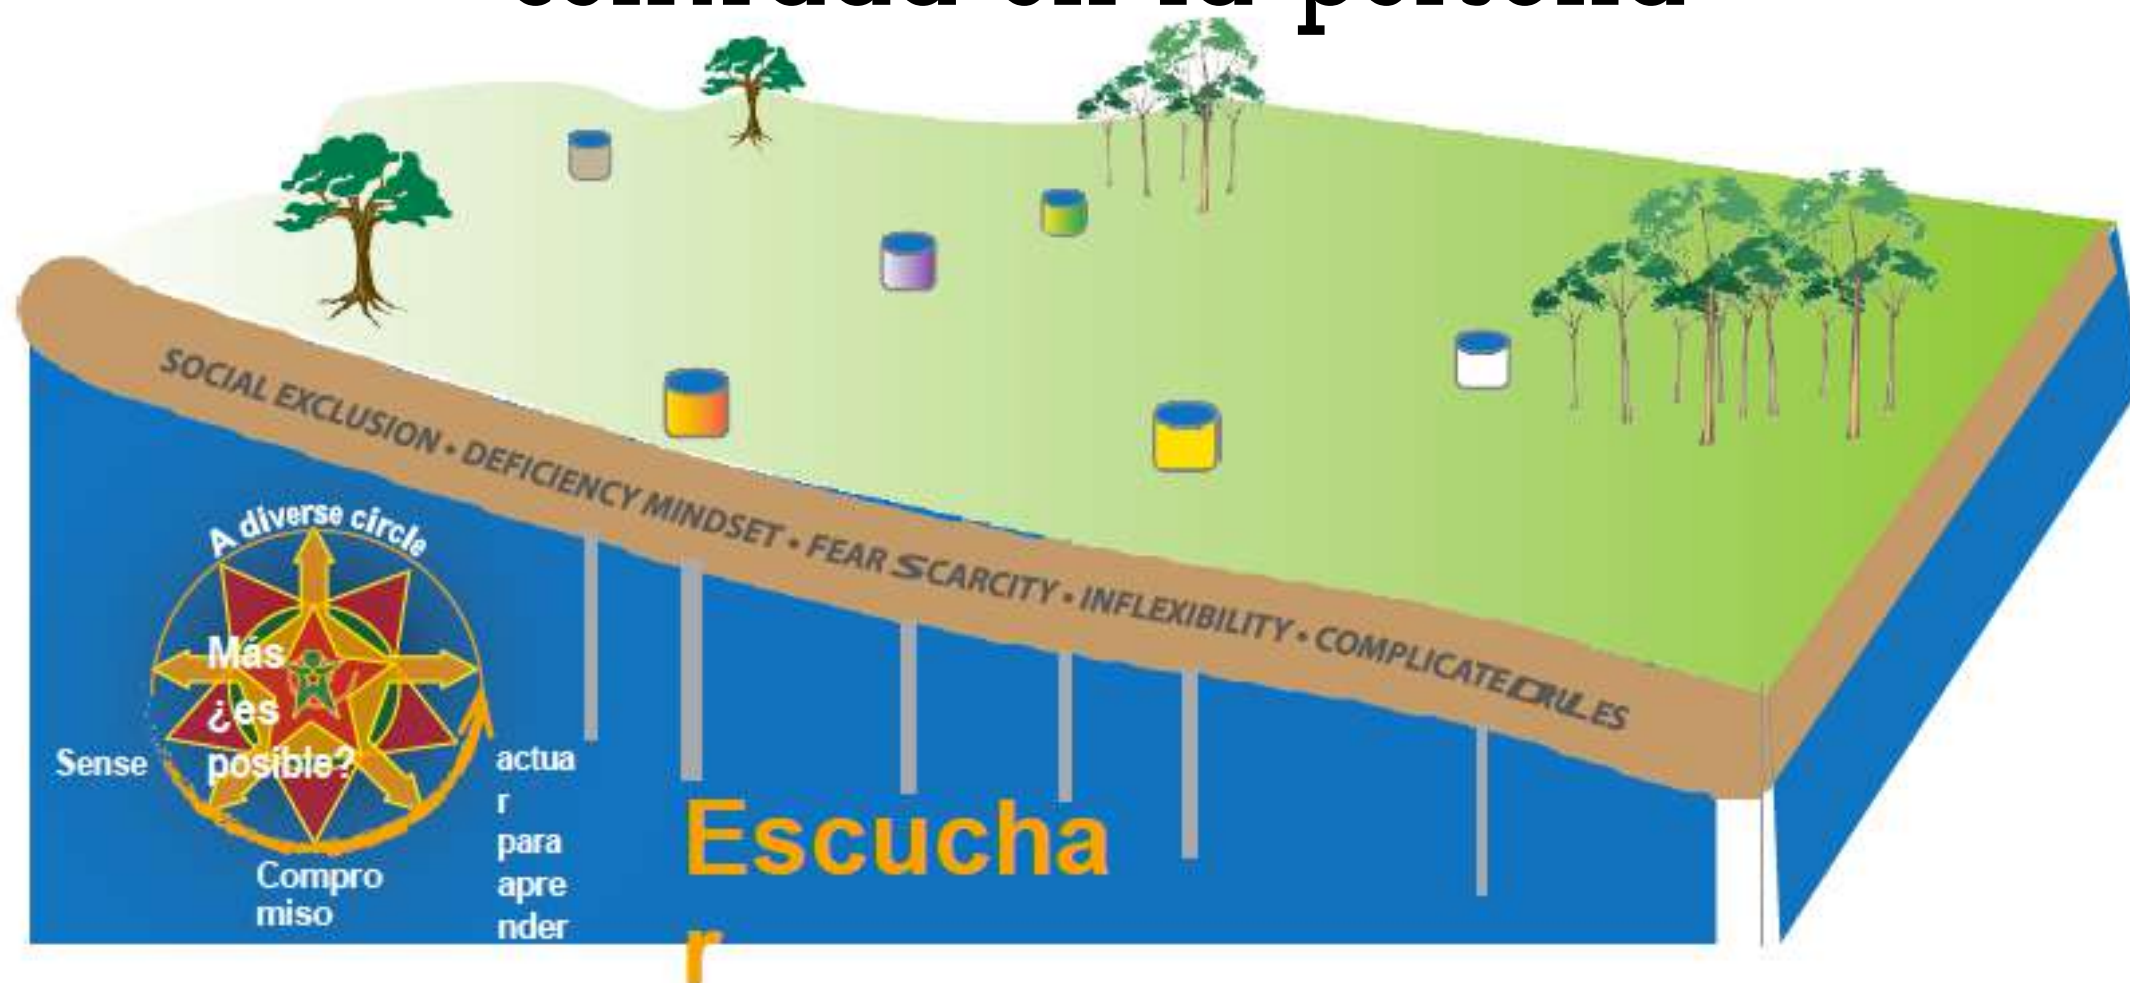 SOCIAL EXCLUSION • DEFICIENCY MINDSET • FEAR SCARCITY • INFLEXIBILITY • COMPLICATED RULES
A diverse circle
Más
¿es
posible?
Sense
Compro
miso
actua
r
para
apre
nder
Escucha
r